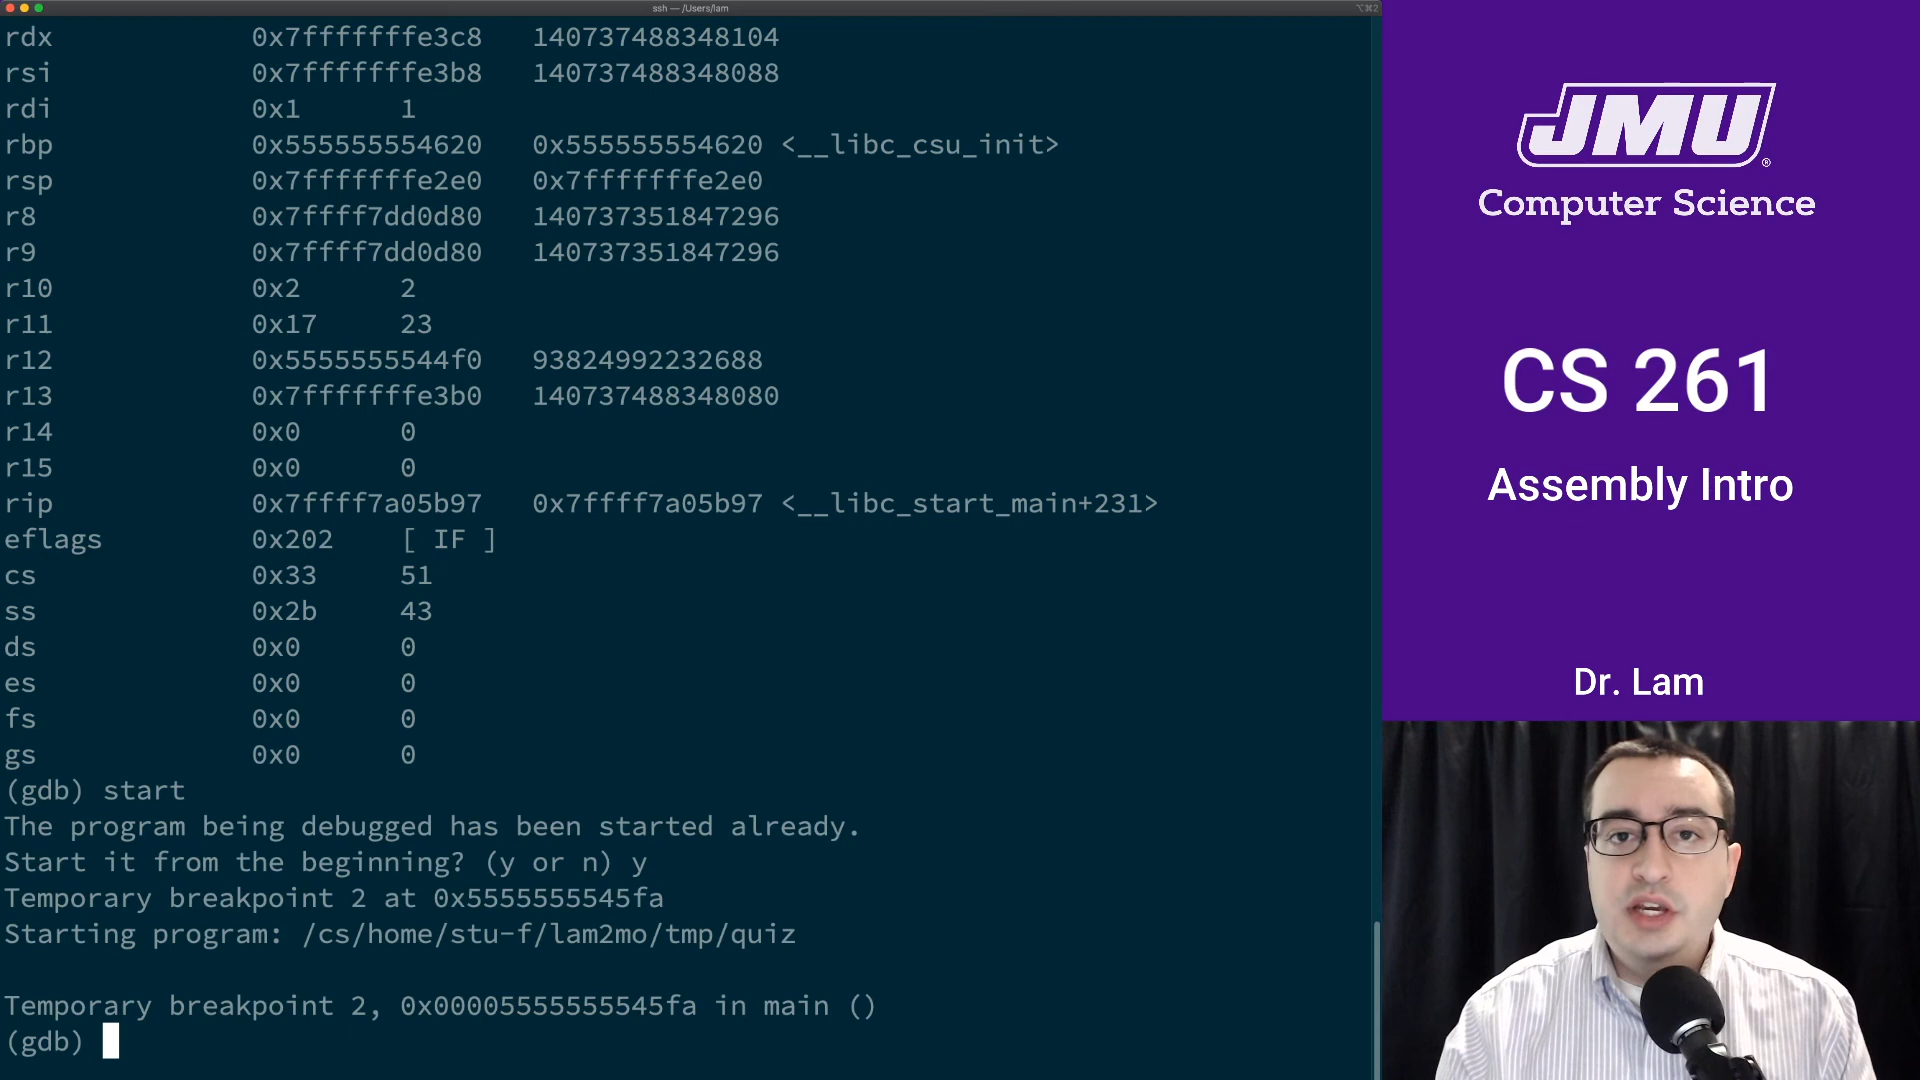 ssh — /Users/lam
⌥⌘2
rdx 0x7fffffffe3c8 140737488348104
rsi 0x7fffffffe3b8 140737488348088
rdi 0x1 1
rbp 0x555555554620 0x555555554620 <__libc_csu_init>
rsp 0x7fffffffe2e0 0x7fffffffe2e0
r8 0x7ffff7dd0d80 140737351847296
r9 0x7ffff7dd0d80 140737351847296
r10 0x2 2
r11 0x17 23
r12 0x5555555544f0 93824992232688
r13 0x7fffffffe3b0 140737488348080
r14 0x0 0
r15 0x0 0
rip 0x7ffff7a05b97 0x7ffff7a05b97 <__libc_start_main+231>
eflags 0x202 [ IF ]
cs 0x33 51
ss 0x2b 43
ds 0x0 0
es 0x0 0
fs 0x0 0
gs 0x0 0
(gdb) start
The program being debugged has been started already.
Start it from the beginning? (y or n) y
Temporary breakpoint 2 at 0x5555555545fa
Starting program: /cs/home/stu-f/lam2mo/tmp/quiz
Temporary breakpoint 2, 0x00005555555545fa in main ()
(gdb)
JMU®
Computer Science
CS 261
Assembly Intro
Dr. Lam